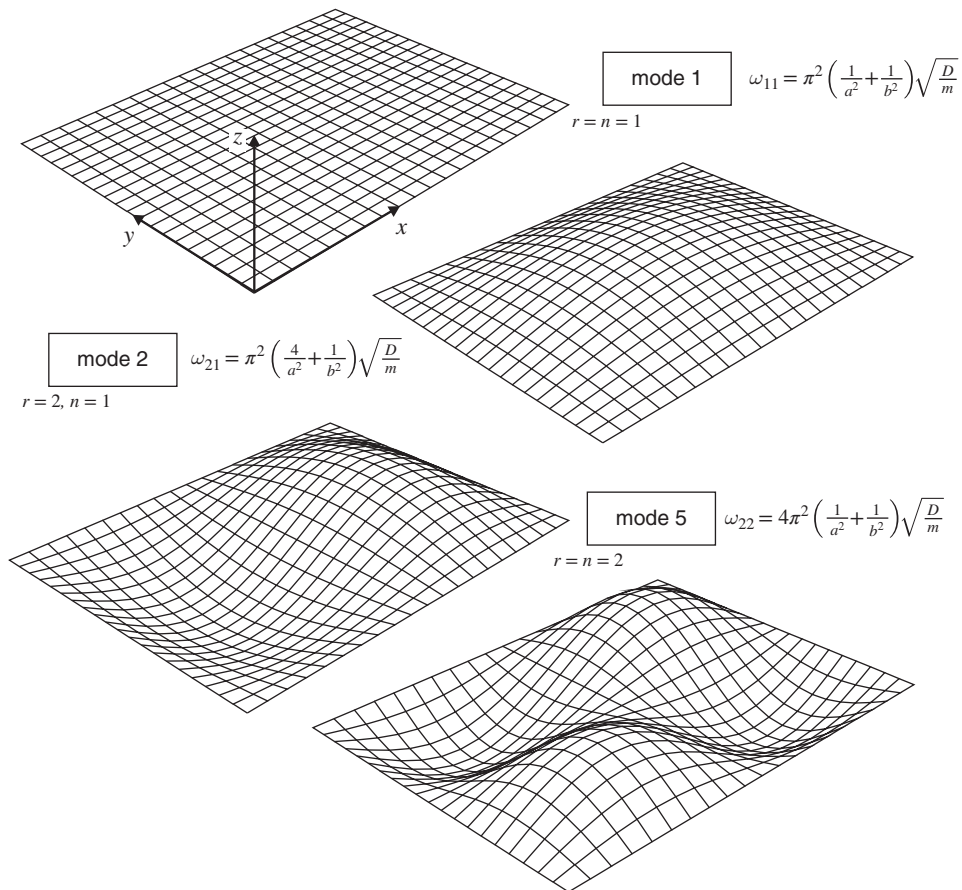 mode 1 ω₁₁ = π² (1/a² + 1/b²) √(D/m)
r = n = 1
z
y
x
mode 2 ω₂₁ = π² (4/a² + 1/b²) √(D/m)
r = 2, n = 1
mode 5 ω₂₂ = 4π² (1/a² + 1/b²) √(D/m)
r = n = 2